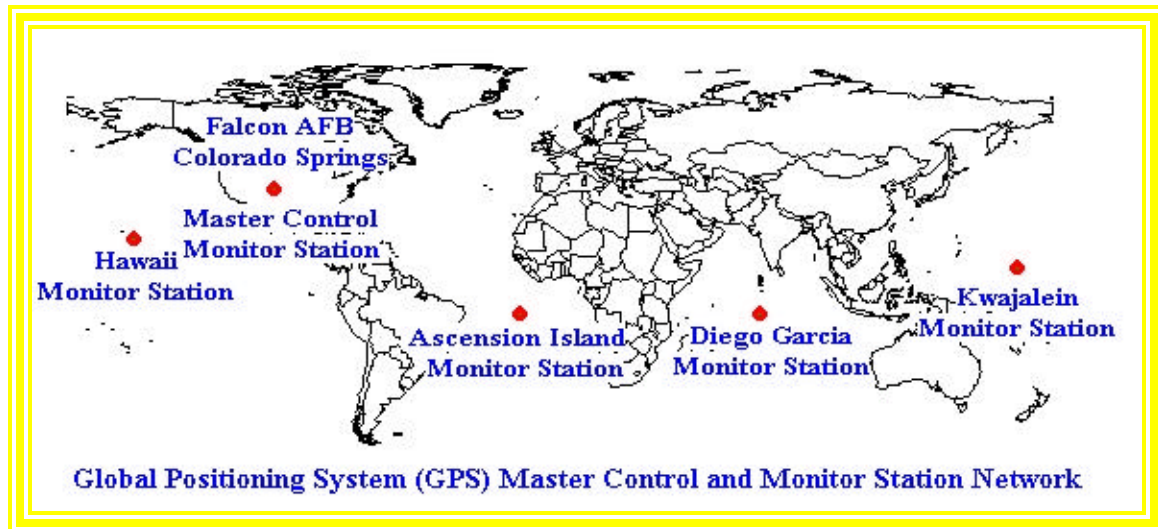 Falcon AFB
Colorado Springs
Master Control
Monitor Station
Hawaii
Monitor Station
Ascension Island
Monitor Station
Diego Garcia
Monitor Station
Kwajalein
Monitor Station
Global Positioning System (GPS) Master Control and Monitor Station Network